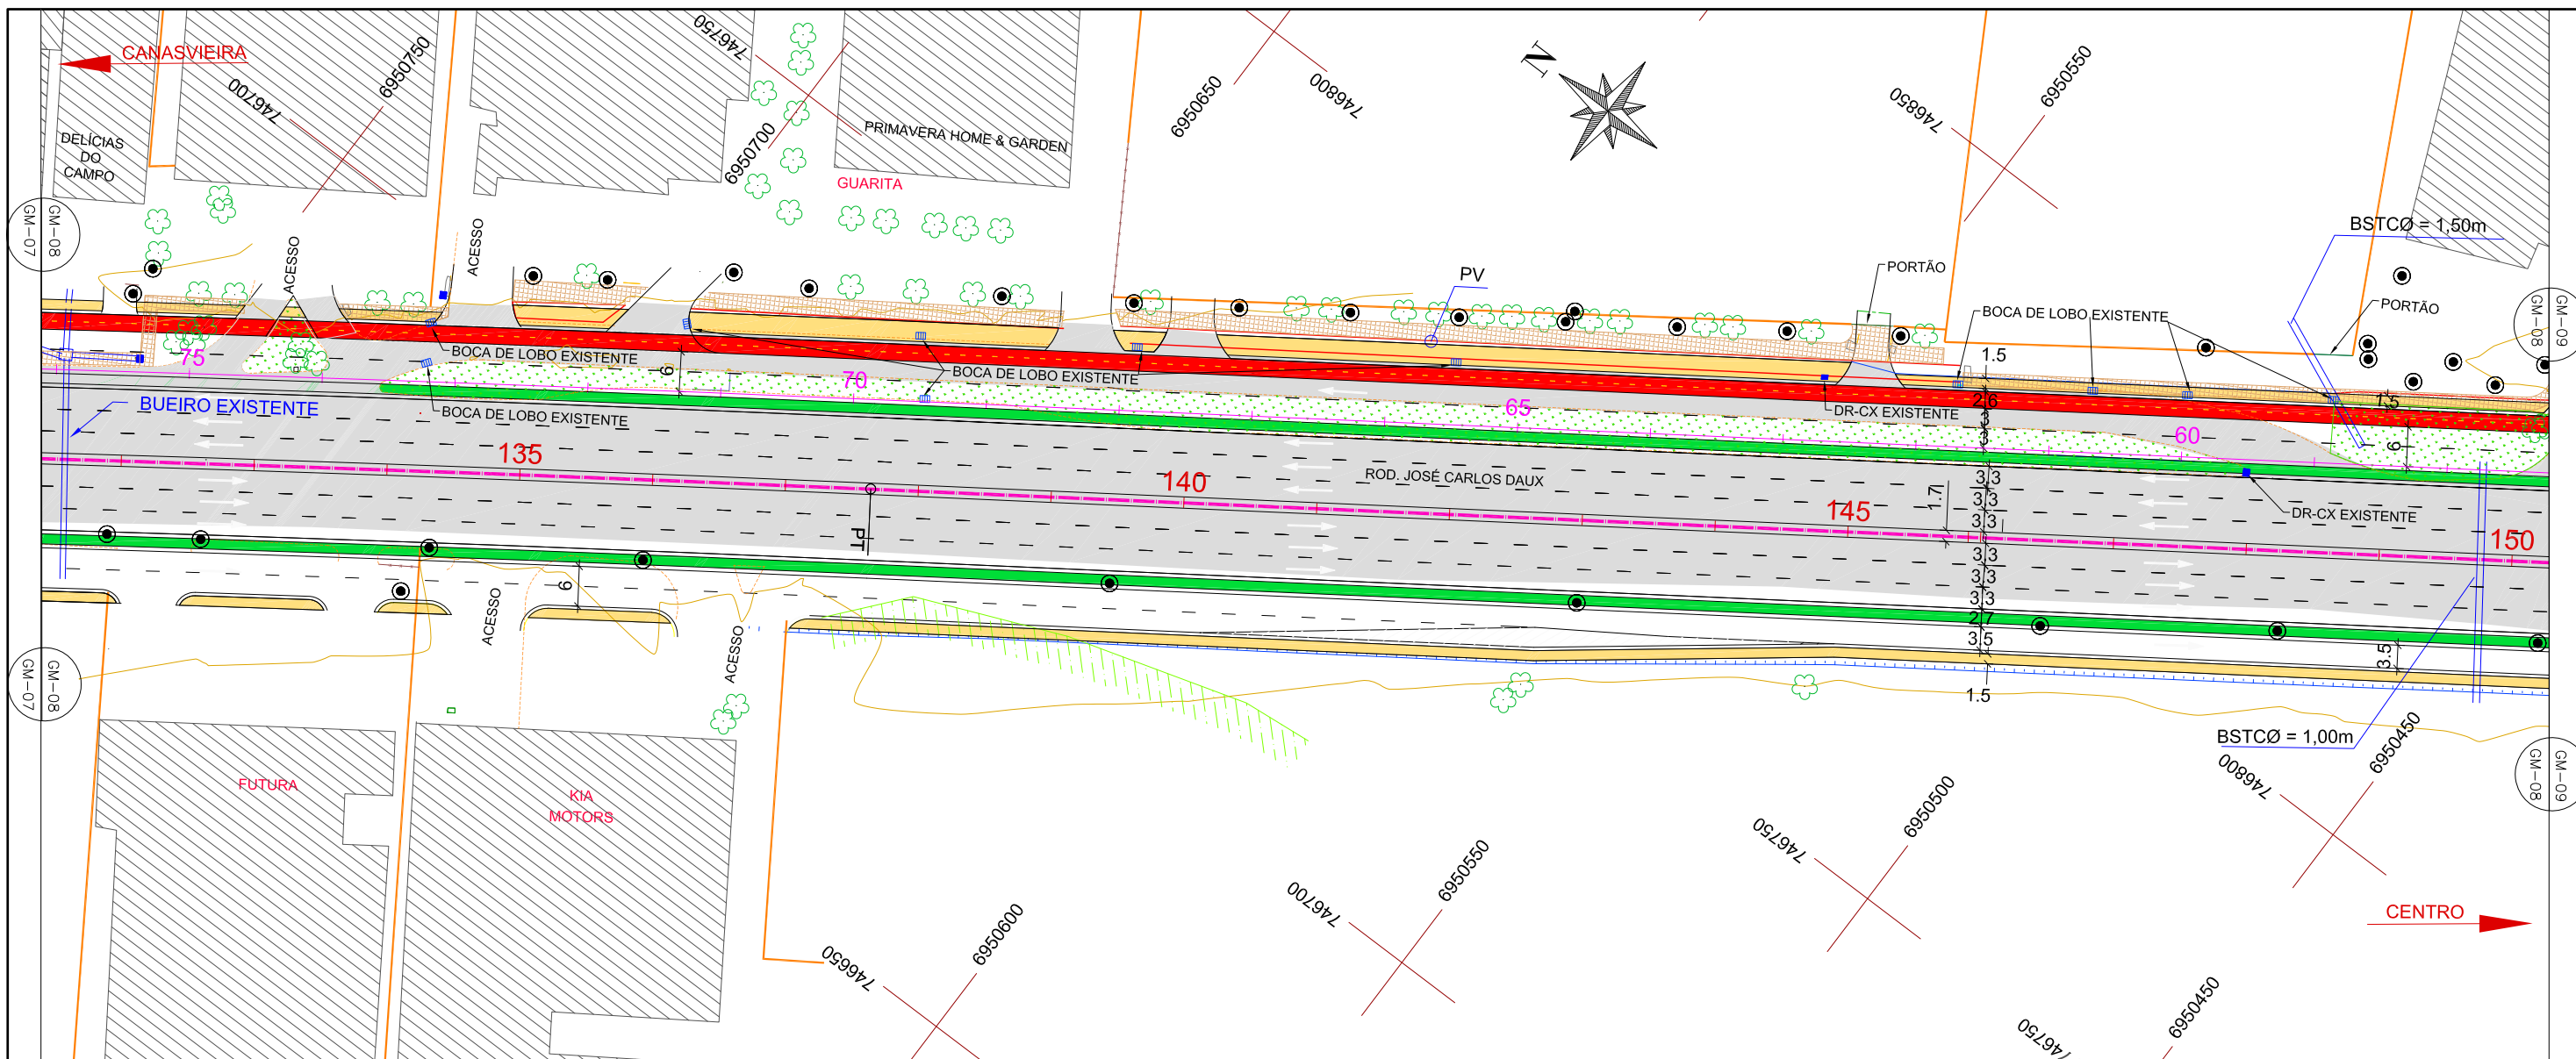 CANASVIEIRA
746700
6950750
746750
6950700
6950650
746800
N
746850
6950550
DELÍCIAS
DO
CAMPO
PRIMAVERA HOME & GARDEN
GUARITA
GM-07
GM-08
ACESSO
ACESSO
PV
PORTÃO
BSTCØ = 1,50m
PORTÃO
GM-09
GM-08
BOCA DE LOBO EXISTENTE
1.5
75
BOCA DE LOBO EXISTENTE
6
BOCA DE LOBO EXISTENTE
70
65
DR-CX EXISTENTE
2.6
3
3
60
1.5
6
BUEIRO EXISTENTE
BOCA DE LOBO EXISTENTE
135
140
ROD. JOSÉ CARLOS DAUX
145
1.7
3.3
3.3
3.3
3.3
3.3
3.3
2.7
3.5
1.5
DR-CX EXISTENTE
150
PT
6
ACESSO
ACESSO
3.5
GM-07
GM-08
BSTCØ = 1,00m
GM-09
GM-08
FUTURA
KIA
MOTORS
746800
6950450
746750
6950500
746700
6950550
746650
6950600
CENTRO
746750
6950450